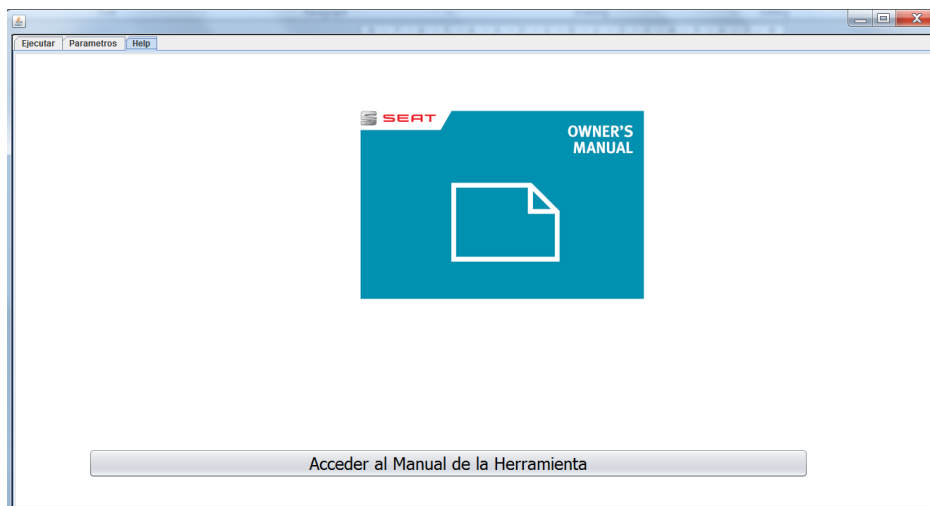 Ejecutar Parametros Help
SEAT
OWNER'S
MANUAL
Acceder al Manual de la Herramienta